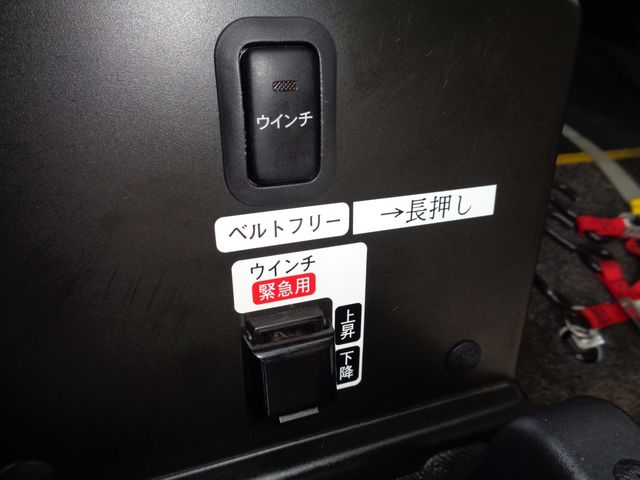 ウインチ
ベルトフリー
→長押し
ウインチ
緊急用
上昇
下降